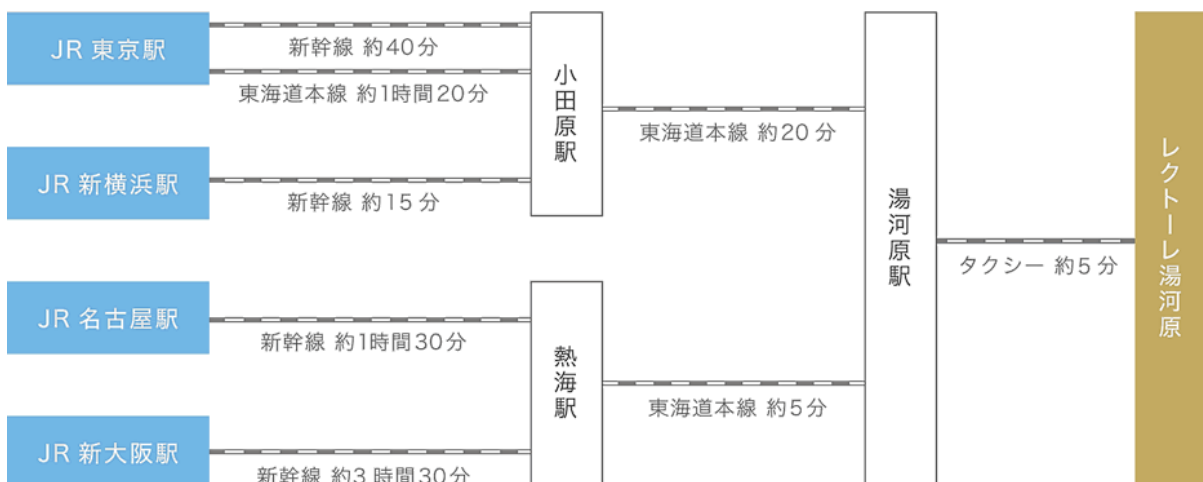 JR 東京駅
新幹線 約40分
東海道本線 約1時間20分
小田原駅
東海道本線 約20分
JR 新横浜駅
新幹線 約15分
湯河原駅
タクシー 約5分
レクトーレ湯河原
JR 名古屋駅
新幹線 約1時間30分
熱海駅
東海道本線 約5分
JR 新大阪駅
新幹線 約3時間30分